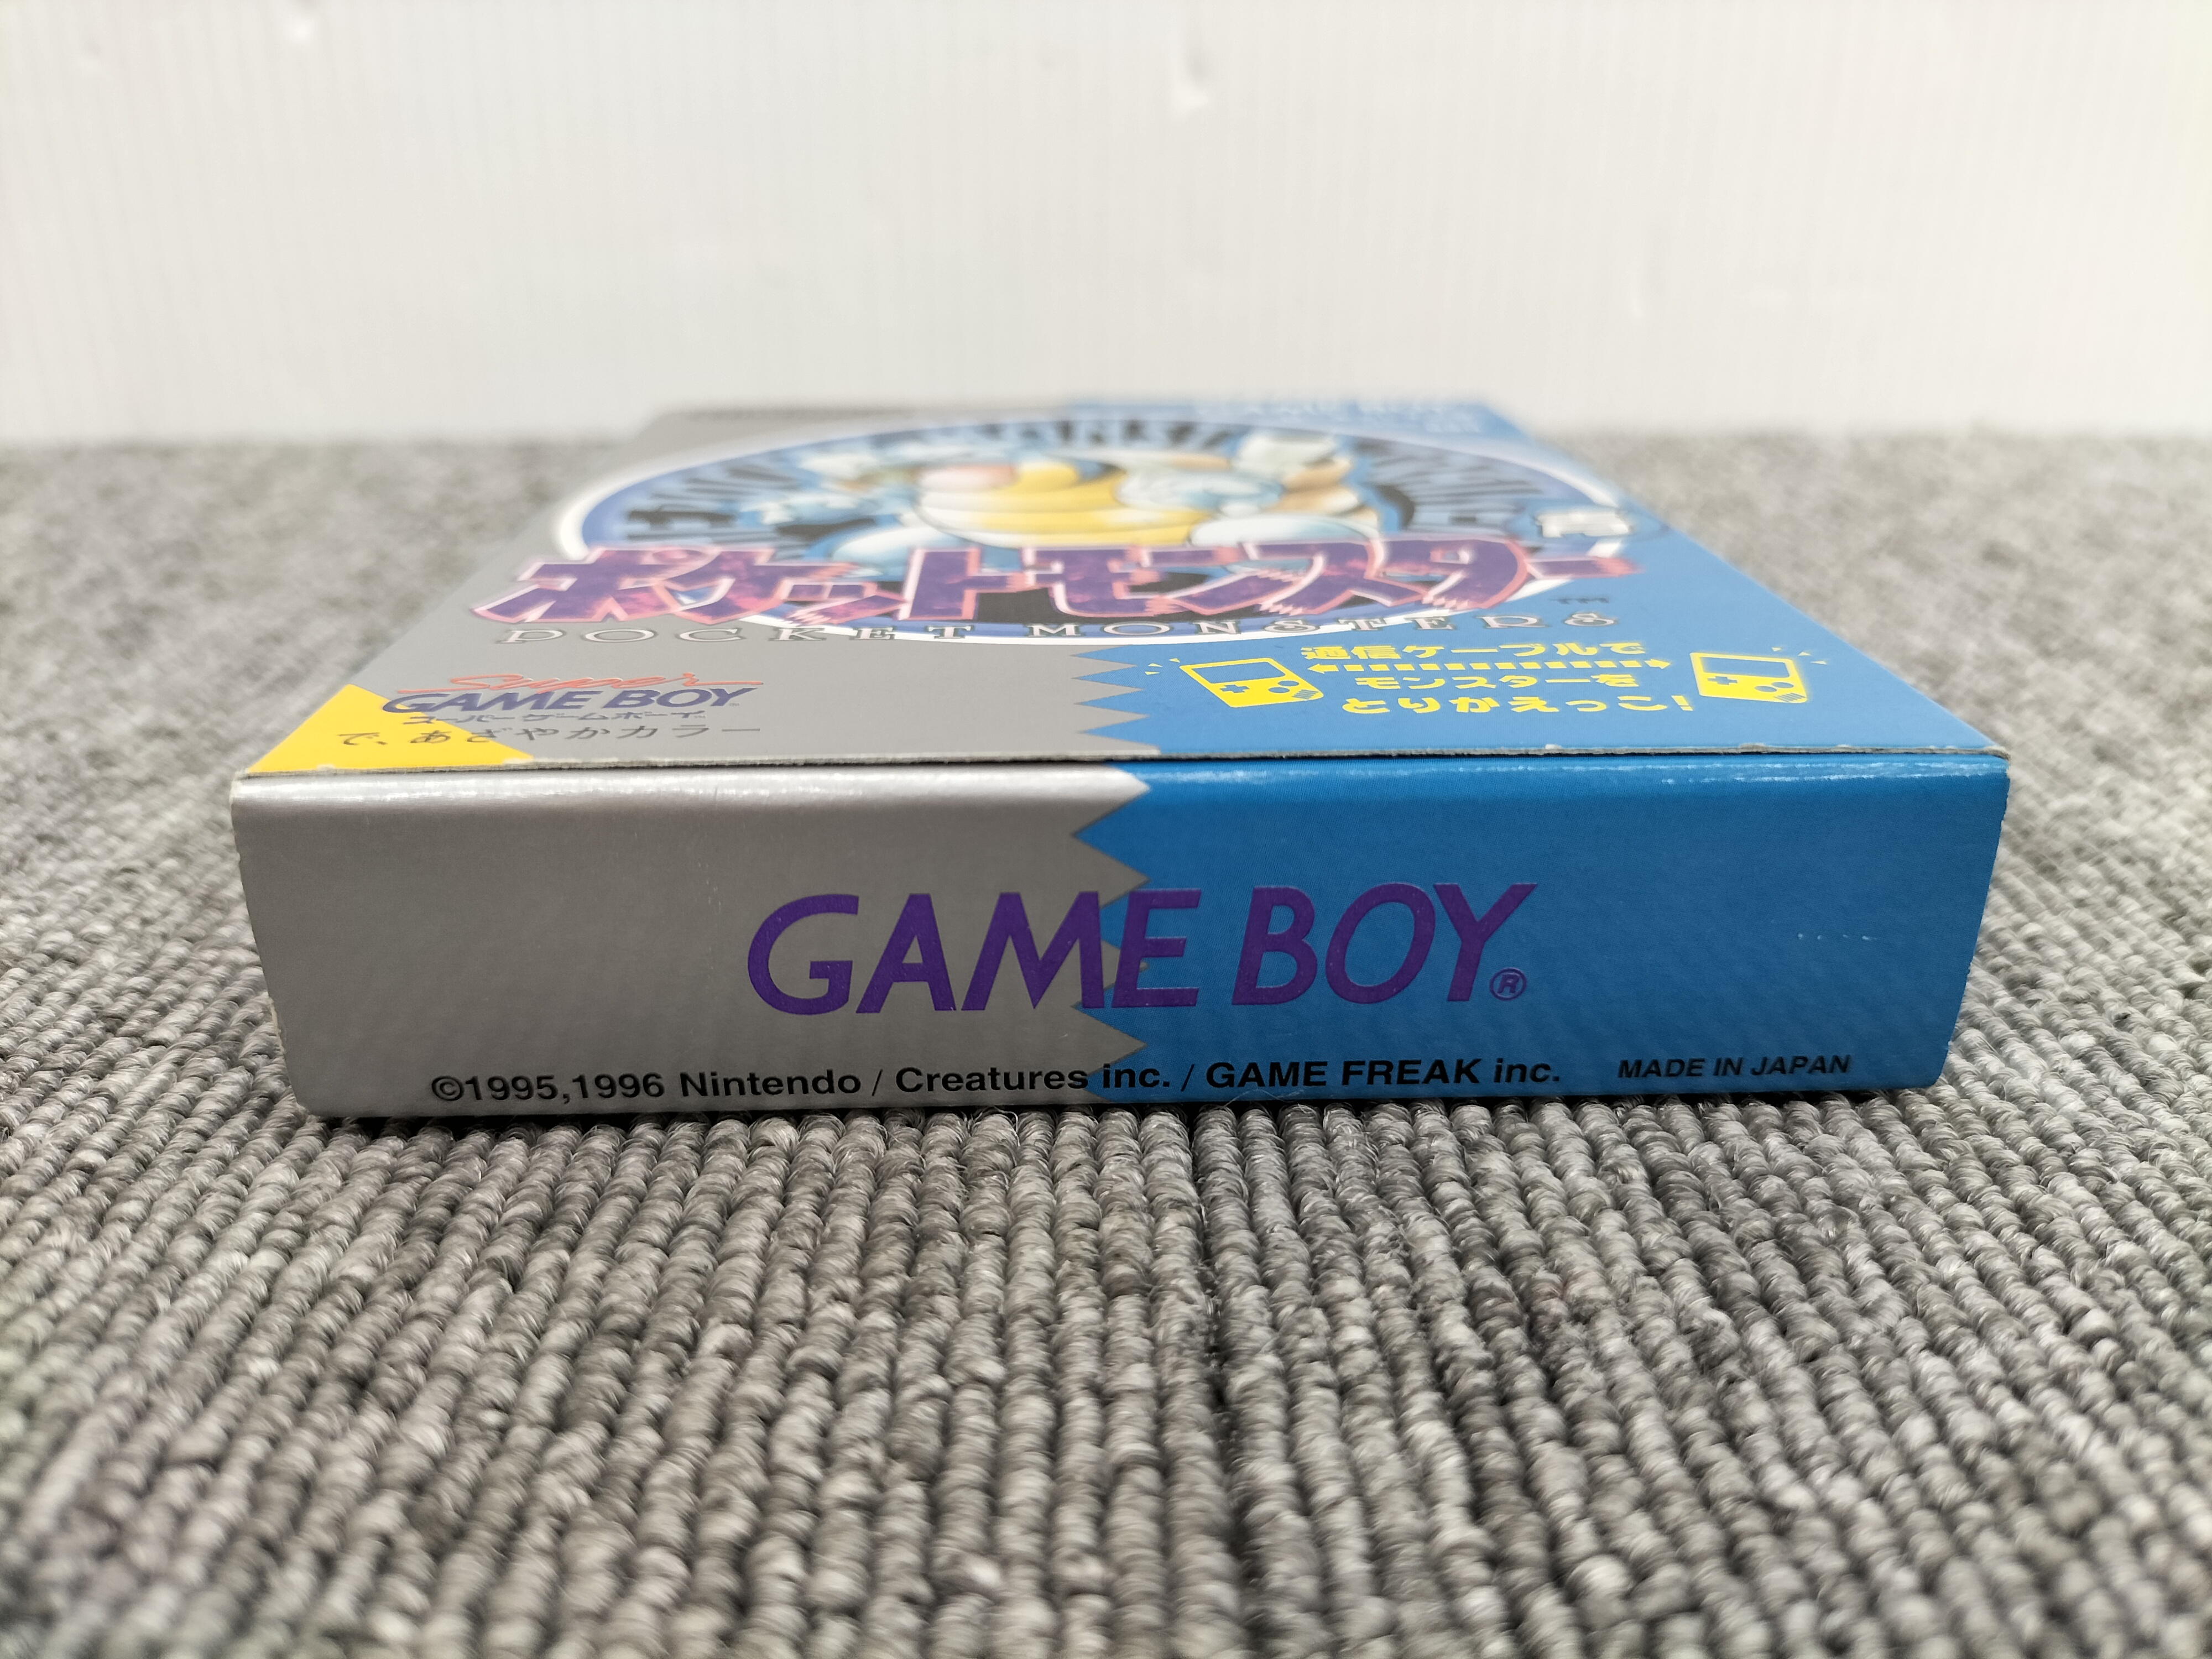 ポケットモンスター
POCKET MONSTERS
Super
GAME BOY
スーパーゲームボーイ
で、あざやかカラー
通信ケーブルで
モンスターを
とりかえっこ!
GAME BOY®
©1995,1996 Nintendo / Creatures inc. / GAME FREAK inc. MADE IN JAPAN